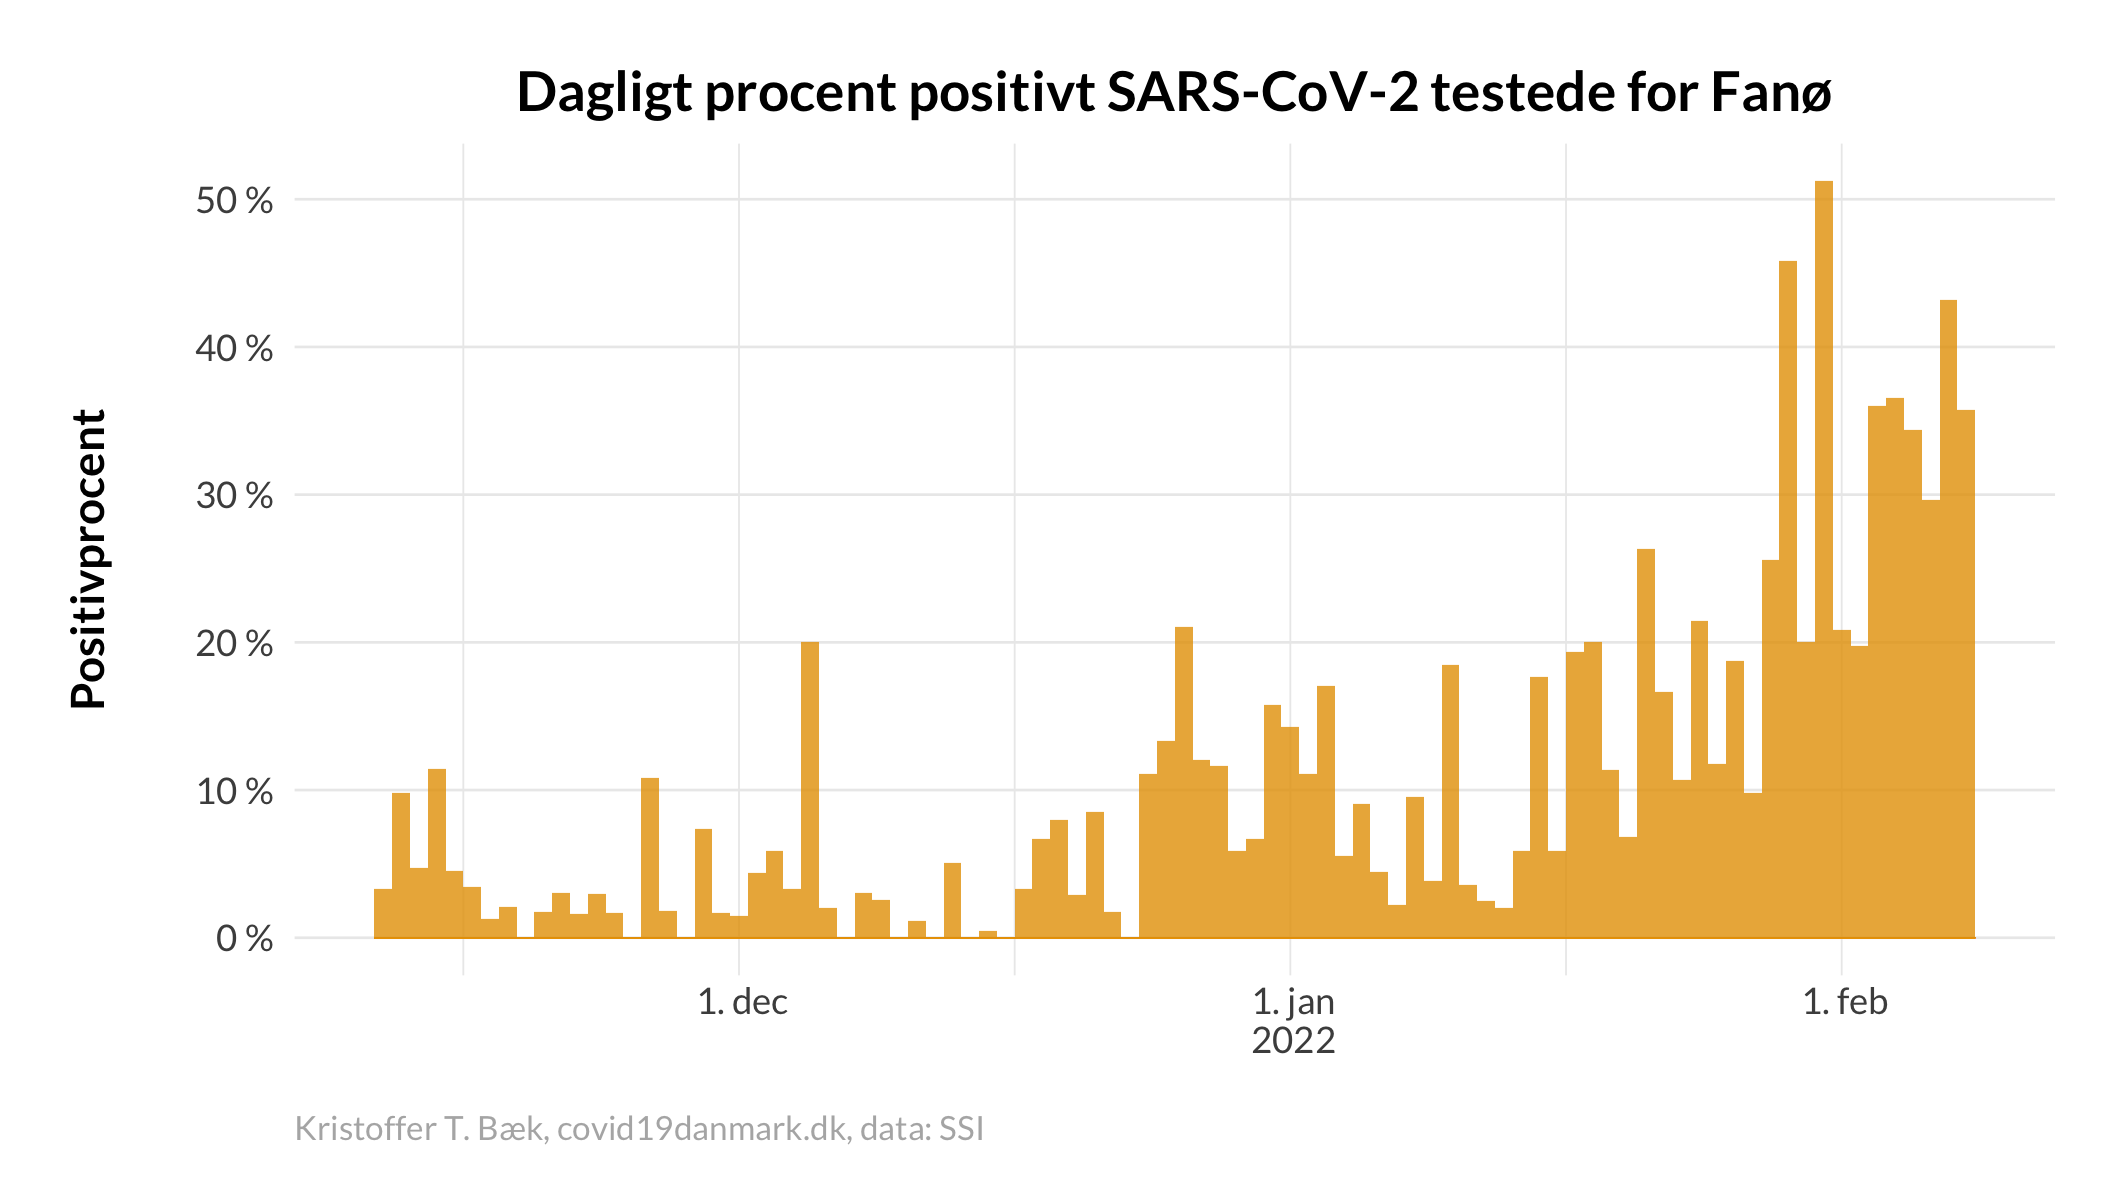 Dagligt procent positivt SARS-CoV-2 testede for Fanø
Positivprocent
50 %
40 %
30 %
20 %
10 %
0 %
1. dec
1. jan
2022
1. feb
Kristoffer T. Bæk, covid19danmark.dk, data: SSI